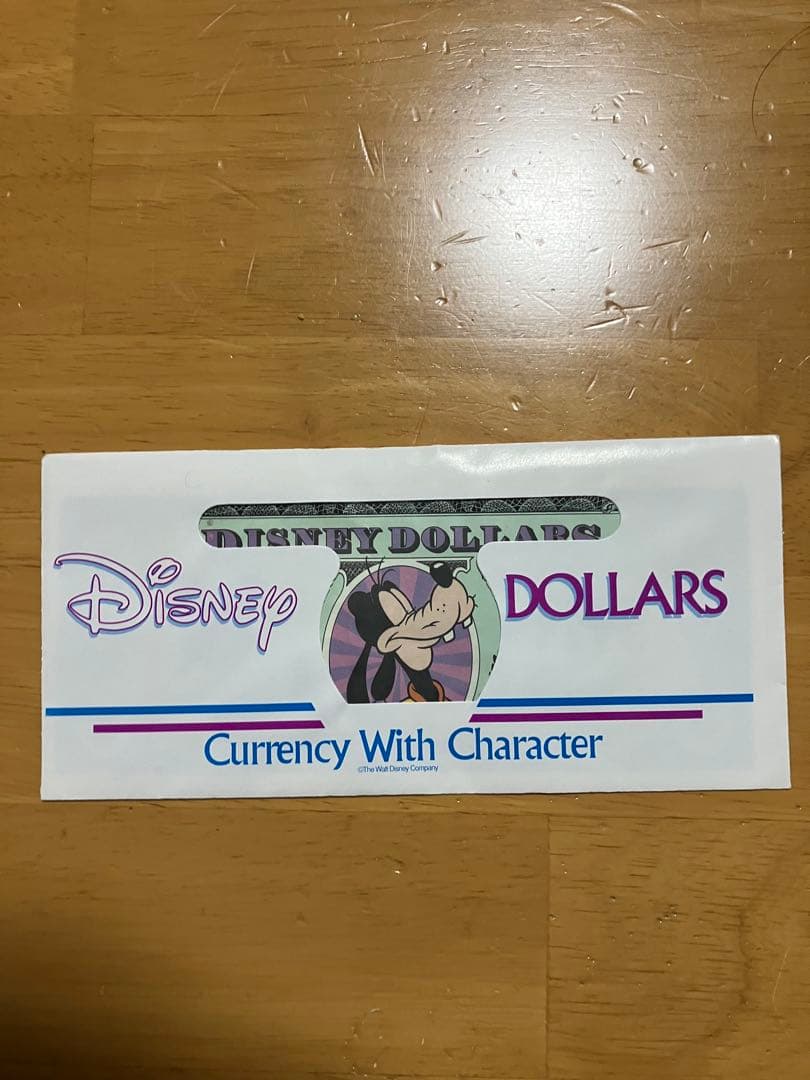 DISNEY DOLLARS
Disney DOLLARS
Currency With Character
©The Walt Disney Company